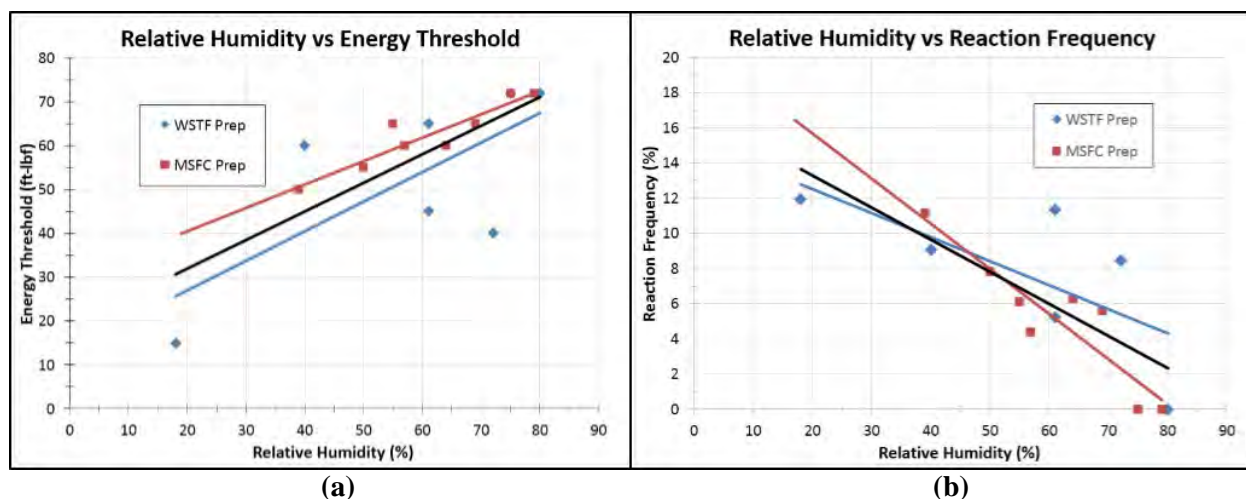 Relative Humidity vs Energy Threshold
Energy Threshold (ft-lbf)
80
70
60
50
40
30
20
10
0
WSTF Prep
MSFC Prep
0 10 20 30 40 50 60 70 80 90
Relative Humidity (%)
(a)
Relative Humidity vs Reaction Frequency
Reaction Frequency (%)
20
18
16
14
12
10
8
6
4
2
0
WSTF Prep
MSFC Prep
0 10 20 30 40 50 60 70 80 90
Relative Humidity (%)
(b)